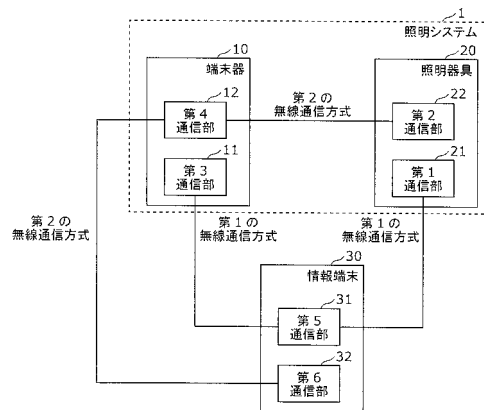 1
照明システム
10
端末器
20
照明器具
12
第4
通信部
第2の
無線通信方式
22
第2
通信部
11
第3
通信部
21
第1
通信部
第2の
無線通信方式
第1の
無線通信方式
第1の
無線通信方式
30
情報端末
31
第5
通信部
32
第6
通信部